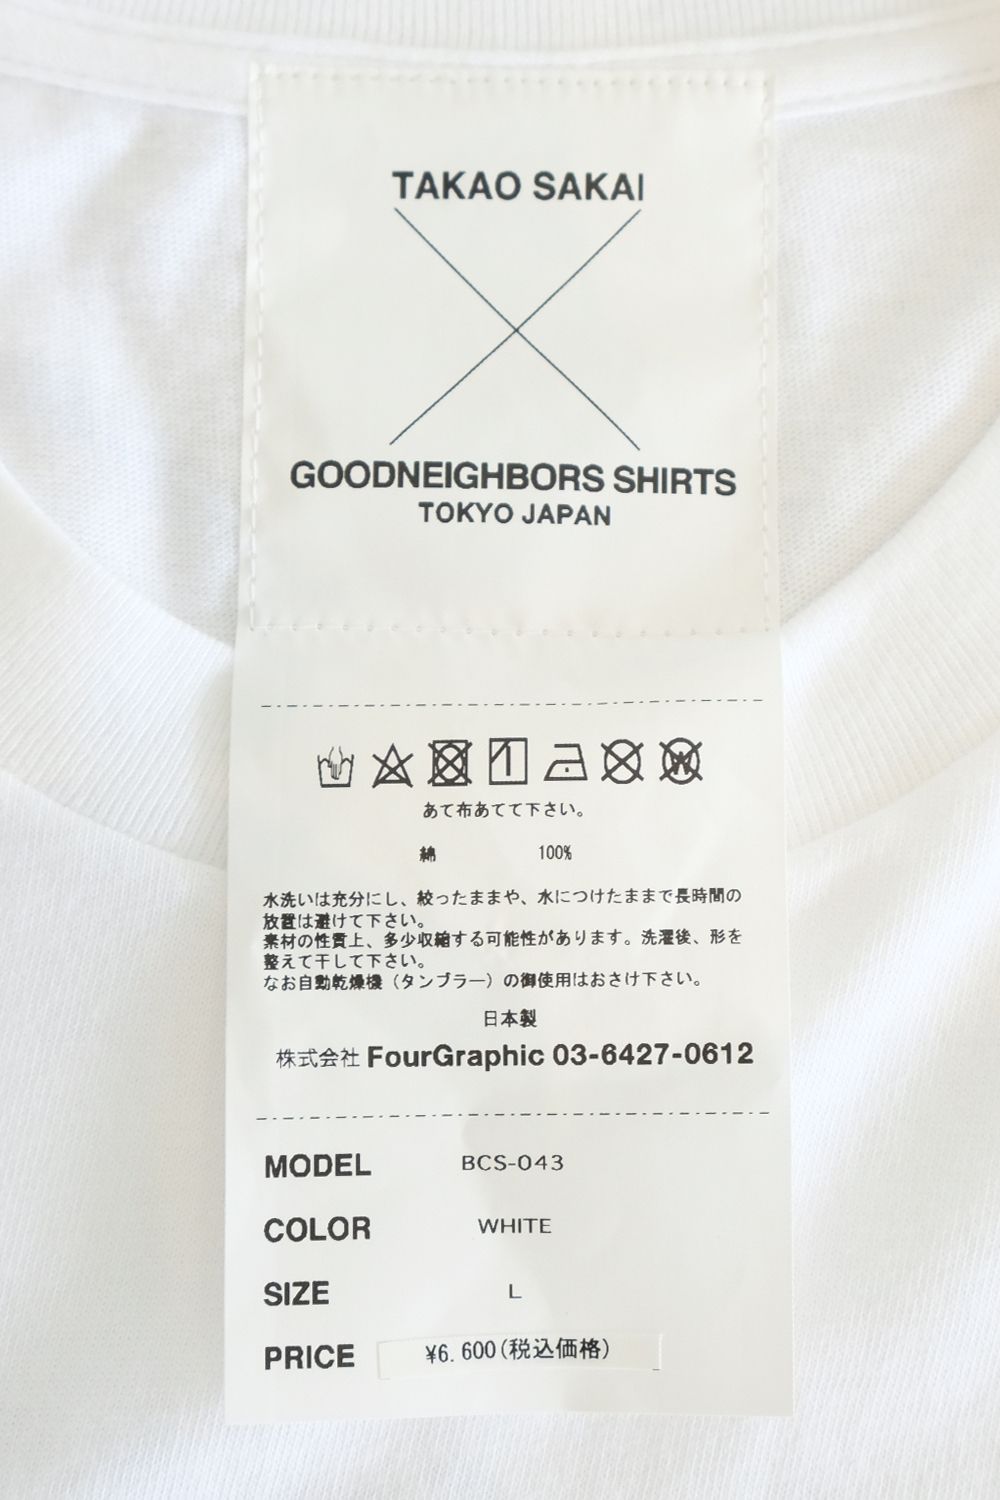 TAKAO SAKAI
GOODNEIGHBORS SHIRTS
TOKYO JAPAN
あて布あてて下さい。
綿 100%
水洗いは充分にし、絞ったままや、水につけたままで長時間の
放置は避けて下さい。
素材の性質上、多少収縮する可能性があります。洗濯後、形を
整えて干して下さい。
なお自動乾燥機（タンブラー）の御使用はおさけ下さい。
日本製
株式会社 FourGraphic 03-6427-0612
MODEL BCS-043
COLOR WHITE
SIZE L
PRICE ¥6.600(税込価格)